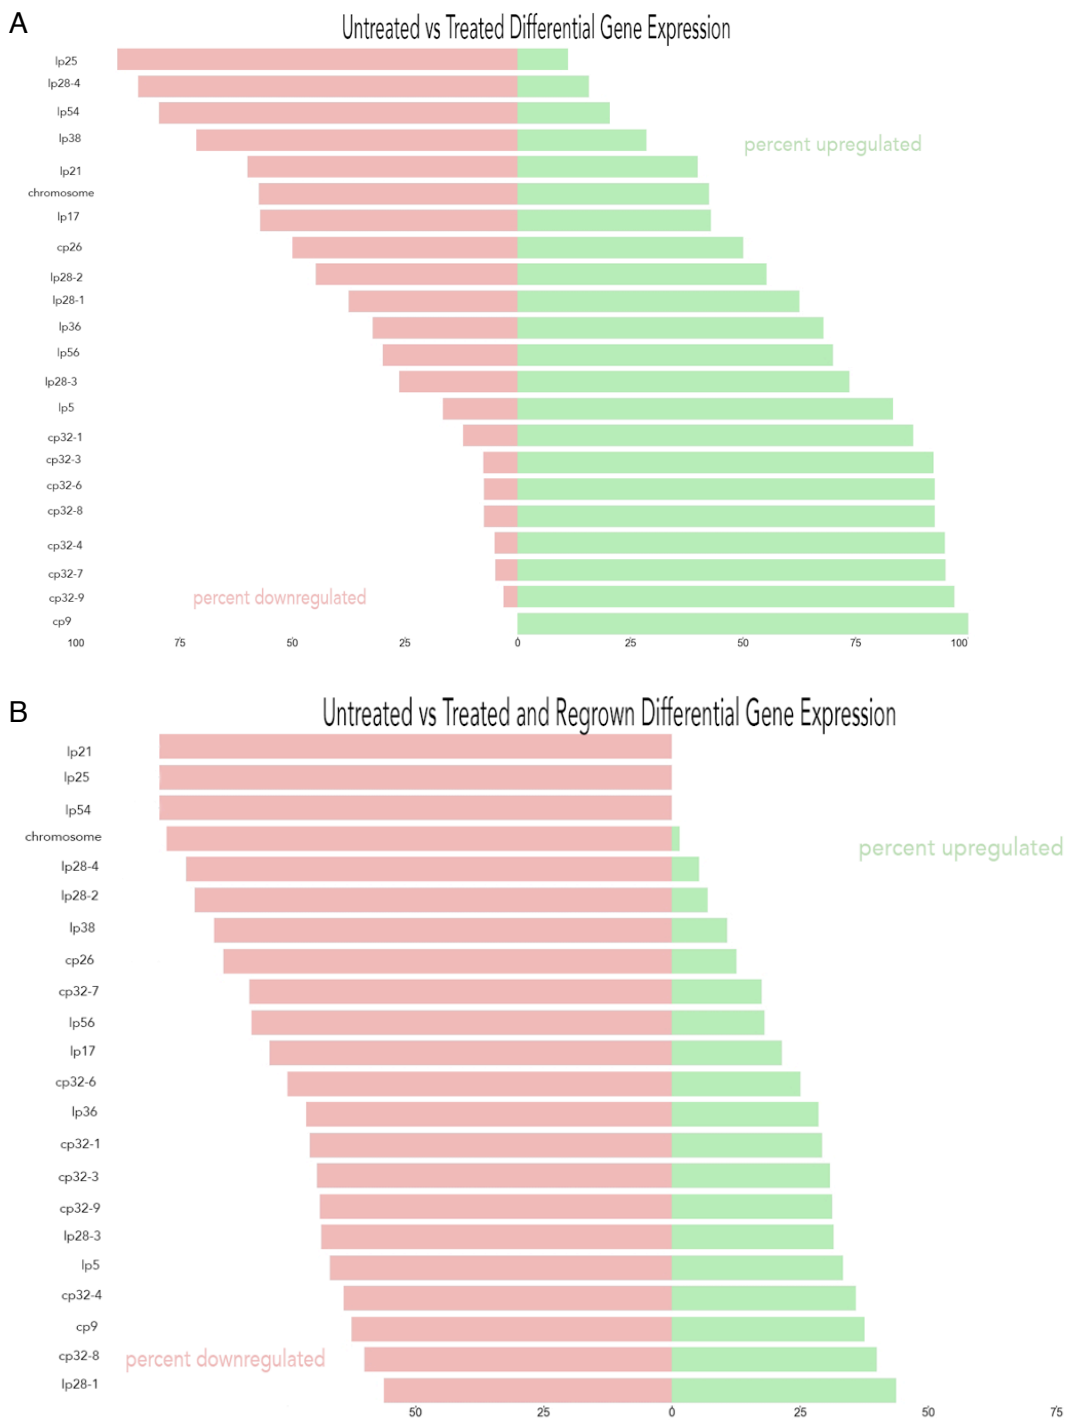 A
Untreated vs Treated Differential Gene Expression
lp25
lp28-4
lp54
lp38
percent upregulated
lp21
chromosome
lp17
cp26
lp28-2
lp28-1
lp36
lp56
lp28-3
lp5
cp32-1
cp32-3
cp32-6
cp32-8
cp32-4
cp32-7
cp32-9
percent downregulated
cp9
100 75 50 25 0 25 50 75 100
B
Untreated vs Treated and Regrown Differential Gene Expression
lp21
lp25
lp54
chromosome
percent upregulated
lp28-4
lp28-2
lp38
cp26
cp32-7
lp56
lp17
cp32-6
lp36
cp32-1
cp32-3
cp32-9
lp28-3
lp5
cp32-4
cp9
cp32-8
percent downregulated
lp28-1
50 25 0 25 50 75